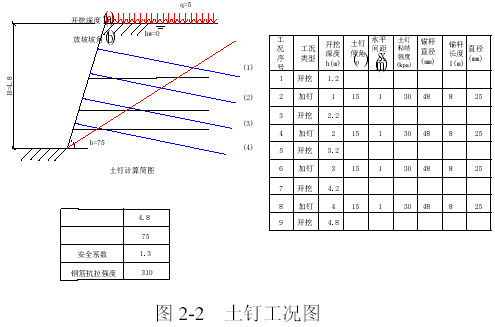 q=5
开挖深度(h)
放坡坡角(b)
hw=0
H=4.8
b=75
(1)
(2)
(3)
(4)
土钉计算简图
4.8
75
安全系数 1.3
钢筋抗拉强度 310
工况序号 工况类型 开挖深度h(m) 土钉倾角(°) 水平间距S(m) 土钉粘结强度(kpa) 锚杆直径(mm) 锚杆长度l(m) 直径(mm)
1 开挖 1.2
2 加钉 1 15 1 30 48 8 25
3 开挖 2.2
4 加钉 2 15 1 30 48 8 25
5 开挖 3.2
6 加钉 3 15 1 30 48 8 25
7 开挖 4.2
8 加钉 4 15 1 30 48 8 25
9 开挖 4.8
图 2-2 土钉工况图